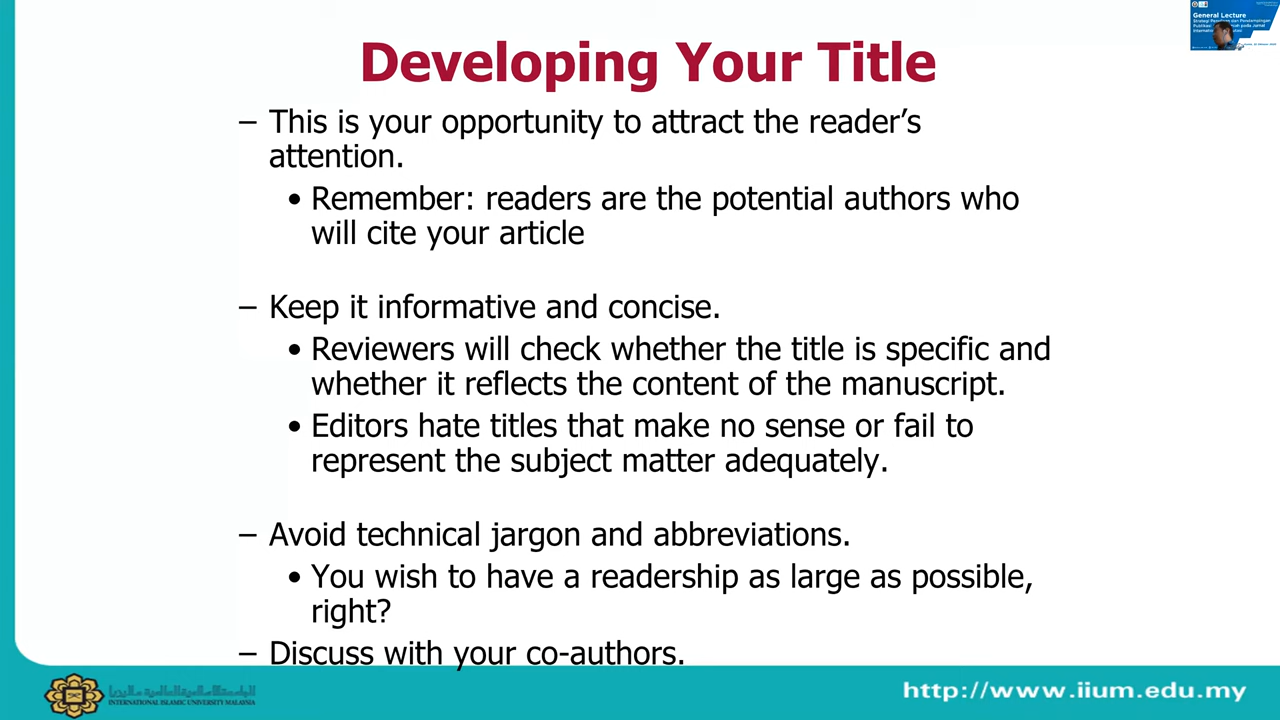 General Lecture
Developing Your Title
– This is your opportunity to attract the reader’s
attention.
• Remember: readers are the potential authors who
will cite your article
– Keep it informative and concise.
• Reviewers will check whether the title is specific and
whether it reflects the content of the manuscript.
• Editors hate titles that make no sense or fail to
represent the subject matter adequately.
– Avoid technical jargon and abbreviations.
• You wish to have a readership as large as possible,
right?
– Discuss with your co-authors.
INTERNATIONAL ISLAMIC UNIVERSITY MALAYSIA
http://www.iium.edu.my